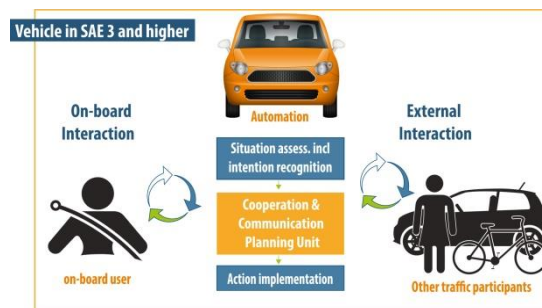 Vehicle in SAE 3 and higher
On-board
Interaction
Automation
External
Interaction
Situation assess. incl
intention recognition
Cooperation &
Communication
Planning Unit
Action implementation
on-board user
Other traffic participants